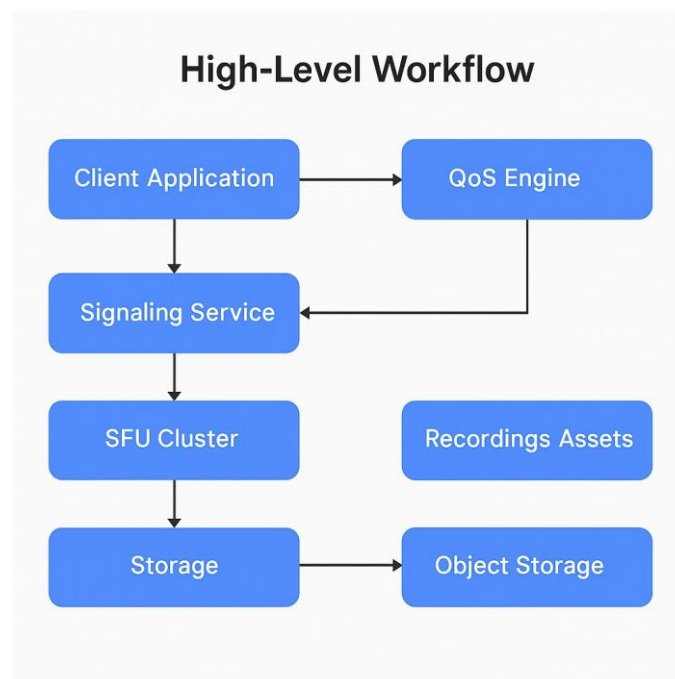 High-Level Workflow
Client Application
QoS Engine
Signaling Service
SFU Cluster
Recordings Assets
Storage
Object Storage